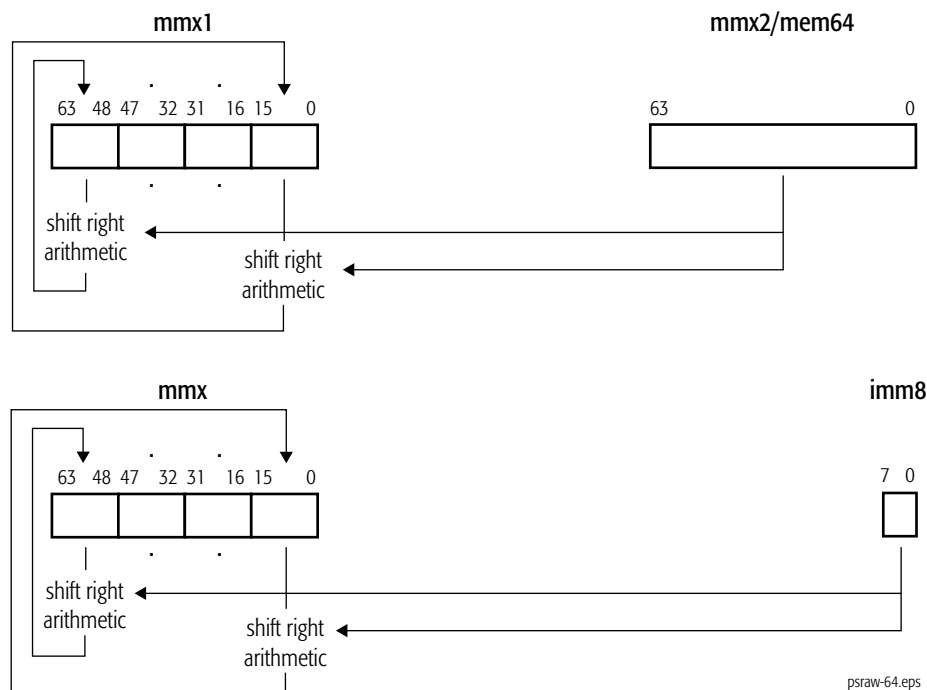 mmx1 mmx2/mem64
63 48 47 32 31 16 15 0 63 0
shift right
arithmetic
shift right
arithmetic
mmx imm8
63 48 47 32 31 16 15 0 7 0
shift right
arithmetic
shift right
arithmetic
psraw-64.eps